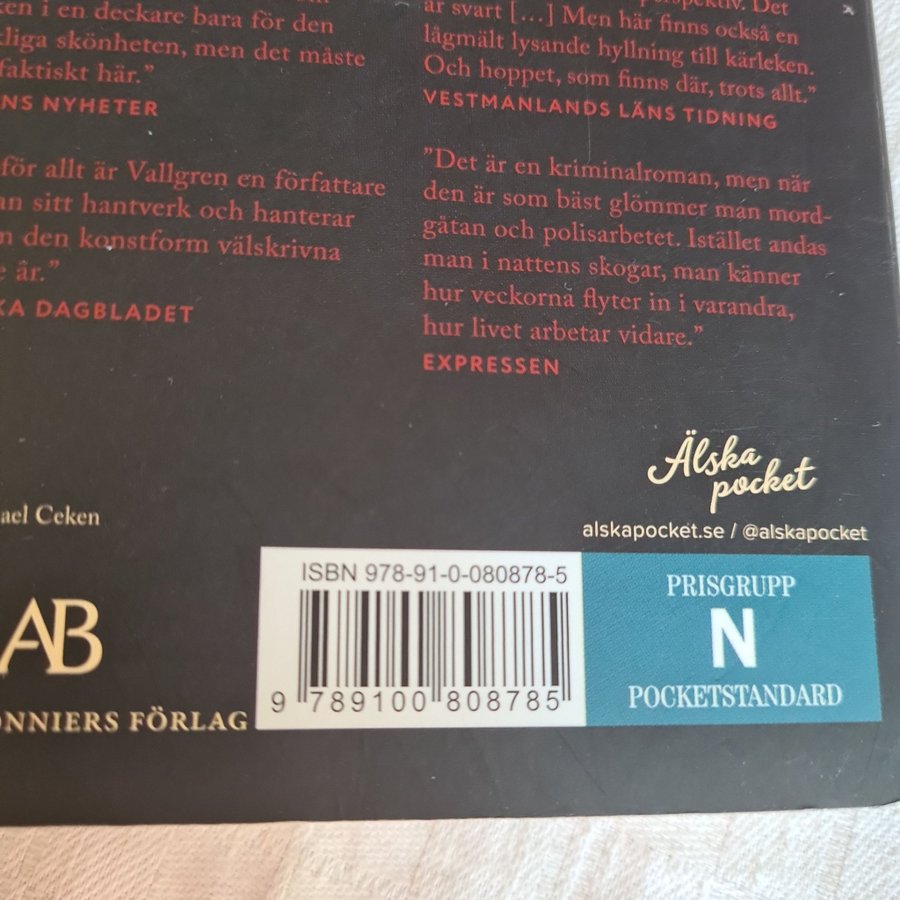 en i en deckare bara för den
tliga skönheten, men det måste
faktiskt här."
NS NYHETER
för allt är Vallgren en författare
an sitt hantverk och hanterar
den konstform välskrivna
år."
KA DAGBLADET
perspektiv. Det
är svart […] Men här finns också en
lågmält lysande hyllning till kärleken.
Och hoppet, som finns där, trots allt."
VESTMANLANDS LÄNS TIDNING
"Det är en kriminalroman, men när
den är som bäst glömmer man mord-
gåtan och polisarbetet. Istället andas
man i nattens skogar, man känner
hur veckorna flyter in i varandra,
hur livet arbetar vidare."
EXPRESSEN
Älska
pocket
alskapocket.se / @alskapocket
ael Ceken
AB
ONNIERS FÖRLAG
ISBN 978-91-0-080878-5
9 789100 808785
PRISGRUPP
N
POCKETSTANDARD